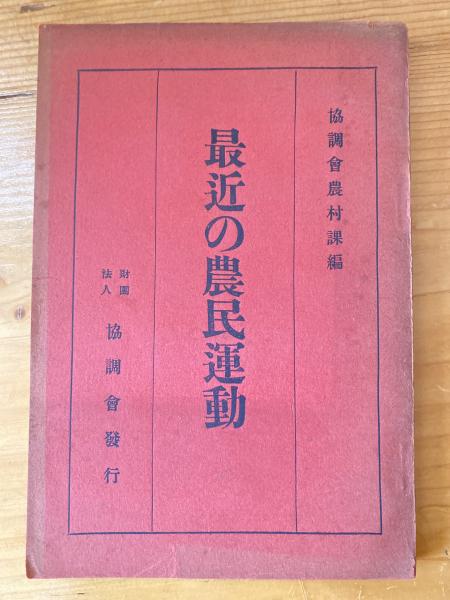 協調會農村課編
最近の農民運動
財團
法人
協調會發行